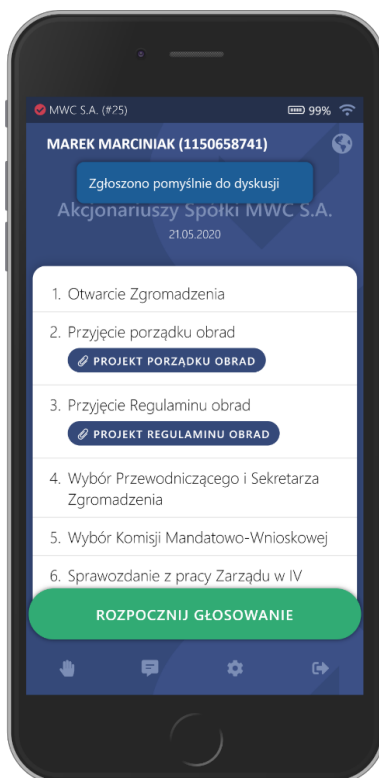 MWC S.A. (#25) 99%
MAREK MARCINIAK (1150658741)
Zgłoszono pomyślnie do dyskusji
Akcjonariuszy Spółki MWC S.A.
21.05.2020
1. Otwarcie Zgromadzenia
2. Przyjęcie porządku obrad
PROJEKT PORZĄDKU OBRAD
3. Przyjęcie Regulaminu obrad
PROJEKT REGULAMINU OBRAD
4. Wybór Przewodniczącego i Sekretarza
Zgromadzenia
5. Wybór Komisji Mandatowo-Wnioskowej
6. Sprawozdanie z pracy Zarządu w IV
ROZPOCZNIJ GŁOSOWANIE